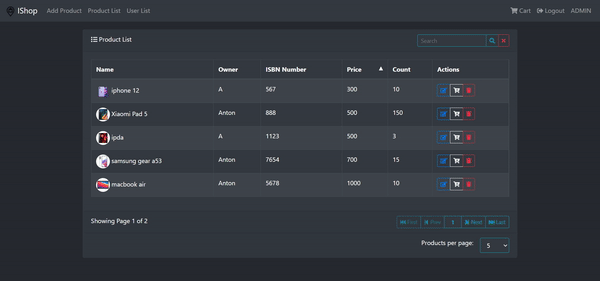 IShop Add Product Product List User List Cart Logout ADMIN
Product List Search
Name Owner ISBN Number Price Count Actions
iphone 12 A 567 300 10
Xiaomi Pad 5 Anton 888 500 150
ipda A 1123 500 3
samsung gear a53 Anton 7654 700 15
macbook air Anton 5678 1000 10
Showing Page 1 of 2 First Prev 1 Next Last
Products per page: 5